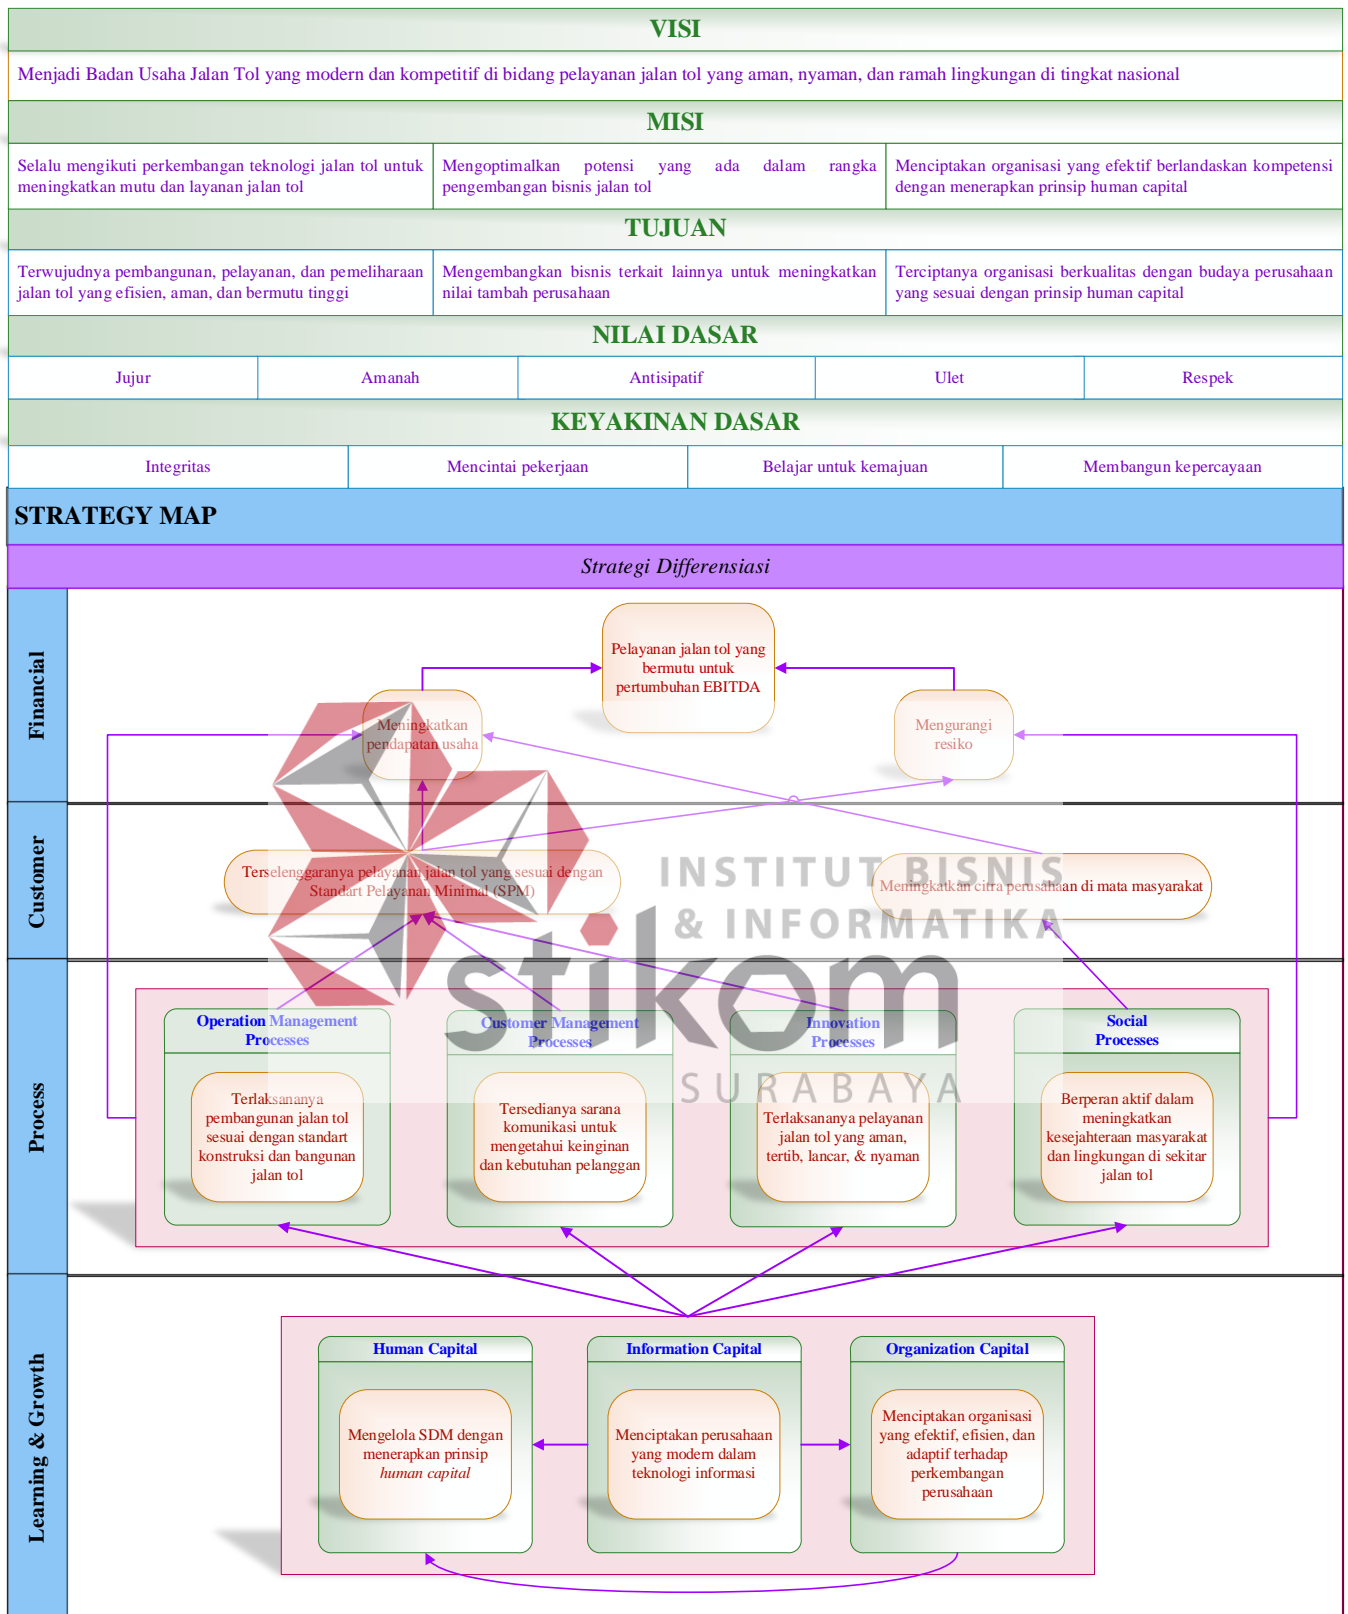 VISI
Menjadi Badan Usaha Jalan Tol yang modern dan kompetitif di bidang pelayanan jalan tol yang aman, nyaman, dan ramah lingkungan di tingkat nasional
MISI
Selalu mengikuti perkembangan teknologi jalan tol untuk
meningkatkan mutu dan layanan jalan tol
Mengoptimalkan potensi yang ada dalam rangka
pengembangan bisnis jalan tol
Menciptakan organisasi yang efektif berlandaskan kompetensi
dengan menerapkan prinsip human capital
TUJUAN
Terwujudnya pembangunan, pelayanan, dan pemeliharaan
jalan tol yang efisien, aman, dan bermutu tinggi
Mengembangkan bisnis terkait lainnya untuk meningkatkan
nilai tambah perusahaan
Terciptanya organisasi berkualitas dengan budaya perusahaan
yang sesuai dengan prinsip human capital
NILAI DASAR
Jujur
Amanah
Antisipatif
Ulet
Respek
KEYAKINAN DASAR
Integritas
Mencintai pekerjaan
Belajar untuk kemajuan
Membangun kepercayaan
STRATEGY MAP
Strategi Differensiasi
Financial
Pelayanan jalan tol yang
bermutu untuk
pertumbuhan EBITDA
Meningkatkan
pendapatan usaha
Mengurangi
resiko
Customer
Terselenggaranya pelayanan jalan tol yang sesuai dengan
Standart Pelayanan Minimal (SPM)
Meningkatkan citra perusahaan di mata masyarakat
INSTITUT BISNIS
& INFORMATIKA
stikom
SURABAYA
Process
Operation Management
Processes
Terlaksananya
pembangunan jalan tol
sesuai dengan standart
konstruksi dan bangunan
jalan tol
Customer Management
Processes
Tersedianya sarana
komunikasi untuk
mengetahui keinginan
dan kebutuhan pelanggan
Innovation
Processes
Terlaksananya pelayanan
jalan tol yang aman,
tertib, lancar, & nyaman
Social
Processes
Berperan aktif dalam
meningkatkan
kesejahteraan masyarakat
dan lingkungan di sekitar
jalan tol
Learning & Growth
Human Capital
Mengelola SDM dengan
menerapkan prinsip
human capital
Information Capital
Menciptakan perusahaan
yang modern dalam
teknologi informasi
Organization Capital
Menciptakan organisasi
yang efektif, efisien, dan
adaptif terhadap
perkembangan
perusahaan